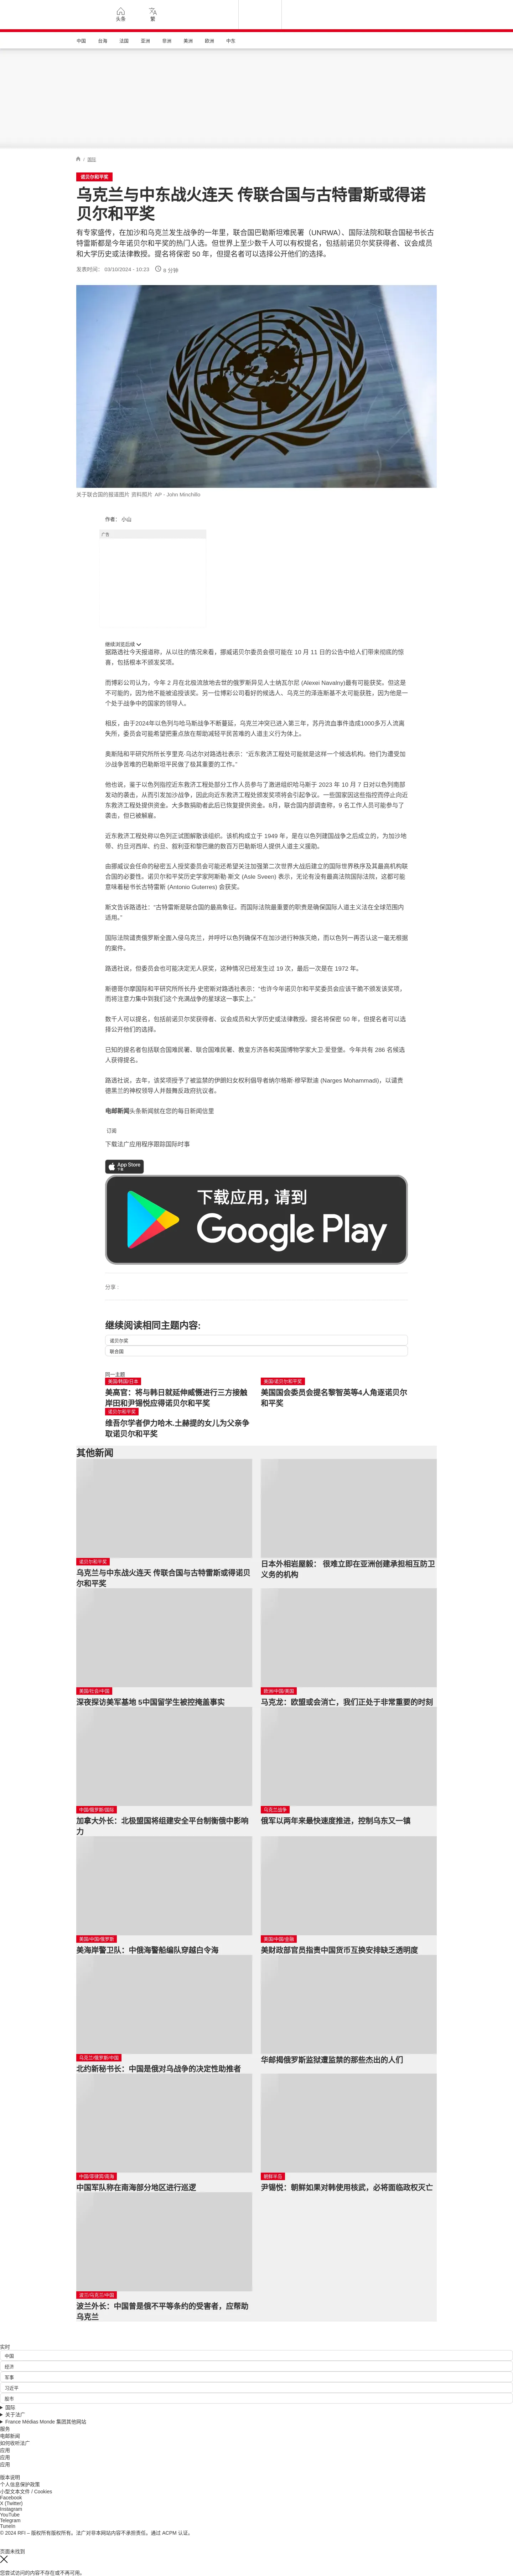 头条
繁
中国
台海
法国
亚洲
非洲
美洲
欧洲
中东
/ 国际
诺贝尔和平奖
乌克兰与中东战火连天 传联合国与古特雷斯或得诺
贝尔和平奖
有专家盛传，在加沙和乌克兰发生战争的一年里，联合国巴勒斯坦难民署（UNRWA）、国际法院和联合国秘书长古
特雷斯都是今年诺贝尔和平奖的热门人选。但世界上至少数千人可以有权提名，包括前诺贝尔奖获得者、议会成员
和大学历史或法律教授。提名将保密 50 年，但提名者可以选择公开他们的选择。
发表时间： 03/10/2024 - 10:23
6 分钟
关于联合国的报道图片 资料照片 AP - John Minchillo
作者： 小山
广告
继续浏览后续
据路透社今天报道称，从以往的情况来看，挪威诺贝尔委员会很可能在 10 月 11 日的公告中给人们带来彻底的惊
喜，包括根本不颁发奖项。
而博彩公司认为，今年 2 月在北极流放地去世的俄罗斯异见人士纳瓦尔尼 (Alexei Navalny)最有可能获奖。但这是
不可能的，因为他不能被追授该奖。另一位博彩公司看好的候选人，乌克兰的泽连斯基不太可能获胜，因为他是一
个处于战争中的国家的领导人。
相反，由于2024年以色列与哈马斯战争不断蔓延，乌克兰冲突已进入第三年，苏丹流血事件造成1000多万人流离
失所，委员会可能希望把重点放在帮助减轻平民苦难的人道主义行为体上。
奥斯陆和平研究所所长亨里克·乌达尔对路透社表示：“近东救济工程处可能就是这样一个候选机构。他们为遭受加
沙战争苦难的巴勒斯坦平民做了极其重要的工作。”
他也说，鉴于以色列指控近东救济工程处部分工作人员参与了激进组织哈马斯于 2023 年 10 月 7 日对以色列南部
发动的袭击，从而引发加沙战争，因此向近东救济工程处颁发奖项将会引起争议。一些国家因这些指控而停止向近
东救济工程处提供资金。大多数捐助者此后已恢复提供资金。8月，联合国内部调查称，9 名工作人员可能参与了
袭击，但已被解雇。
近东救济工程处称以色列正试图解散该组织。该机构成立于 1949 年，是在以色列建国战争之后成立的，为加沙地
带、约旦河西岸、约旦、叙利亚和黎巴嫩的数百万巴勒斯坦人提供人道主义援助。
由挪威议会任命的秘密五人授奖委员会可能还希望关注加强第二次世界大战后建立的国际世界秩序及其最高机构联
合国的必要性。诺贝尔和平奖历史学家阿斯勒·斯文 (Asle Sveen) 表示，无论有没有最高法院国际法院，这都可能
意味着秘书长古特雷斯 (Antonio Guterres) 会获奖。
斯文告诉路透社：“古特雷斯是联合国的最高象征。而国际法院最重要的职责是确保国际人道主义法在全球范围内
适用。”
国际法院谴责俄罗斯全面入侵乌克兰，并呼吁以色列确保不在加沙进行种族灭绝，而以色列一再否认这一毫无根据
的案件。
路透社说，但委员会也可能决定无人获奖，这种情况已经发生过 19 次，最后一次是在 1972 年。
斯德哥尔摩国际和平研究所所长丹·史密斯对路透社表示：“也许今年诺贝尔和平奖委员会应该干脆不颁发该奖项，
而将注意力集中到我们这个充满战争的星球这一事实上。”
数千人可以提名，包括前诺贝尔奖获得者、议会成员和大学历史或法律教授。提名将保密 50 年，但提名者可以选
择公开他们的选择。
已知的提名者包括联合国难民署、联合国难民署、教皇方济各和英国博物学家大卫·爱登堡。今年共有 286 名候选
人获得提名。
路透社说，去年，该奖项授予了被监禁的伊朗妇女权利倡导者纳尔格斯·穆罕默迪 (Narges Mohammadi)，以谴责
德黑兰的神权领导人并鼓舞反政府抗议者。
电邮新闻头条新闻就在您的每日新闻信里
订阅
下载法广应用程序跟踪国际时事
App Store
下载
下载应用，请到
Google Play
分享 :
继续阅读相同主题内容:
诺贝尔奖
联合国
同一主题
美国/韩国/日本
美高官：将与韩日就延伸威慑进行三方接触
岸田和尹锡悦应得诺贝尔和平奖
美国/诺贝尔和平奖
美国国会委员会提名黎智英等4人角逐诺贝尔
和平奖
诺贝尔和平奖
维吾尔学者伊力哈木.土赫提的女儿为父亲争
取诺贝尔和平奖
其他新闻
诺贝尔和平奖
乌克兰与中东战火连天 传联合国与古特雷斯或得诺贝
尔和平奖
日本外相岩屋毅： 很难立即在亚洲创建承担相互防卫
义务的机构
美国/社会/中国
深夜探访美军基地 5中国留学生被控掩盖事实
欧洲/中国/美国
马克龙：欧盟或会消亡，我们正处于非常重要的时刻
中国/俄罗斯/国际
加拿大外长：北极盟国将组建安全平台制衡俄中影响
力
乌克兰战争
俄军以两年来最快速度推进，控制乌东又一镇
美国/中国/俄罗斯
美海岸警卫队：中俄海警船编队穿越白令海
美国/中国/金融
美财政部官员指责中国货币互换安排缺乏透明度
乌克兰/俄罗斯/中国
北约新秘书长：中国是俄对乌战争的决定性助推者
华邮揭俄罗斯监狱遭监禁的那些杰出的人们
中国/菲律宾/南海
中国军队称在南海部分地区进行巡逻
朝鲜半岛
尹锡悦：朝鲜如果对韩使用核武，必将面临政权灭亡
波兰/乌克兰/中国
波兰外长：中国曾是俄不平等条约的受害者，应帮助
乌克兰
实时
中国
经济
军事
习近平
股市
国际
关于法广
France Médias Monde 集团其他网站
服务
电邮新闻
如何收听法广
应用
应用
应用
版本说明
个人信息保护政策
小型文本文件 / Cookies
Facebook
X (Twitter)
Instagram
YouTube
Telegram
TuneIn
© 2024 RFI – 版权所有版权所有。法广对非本网站内容不承担责任。通过 ACPM 认证。
页面未找到
您尝试访问的内容不存在或不再可用。